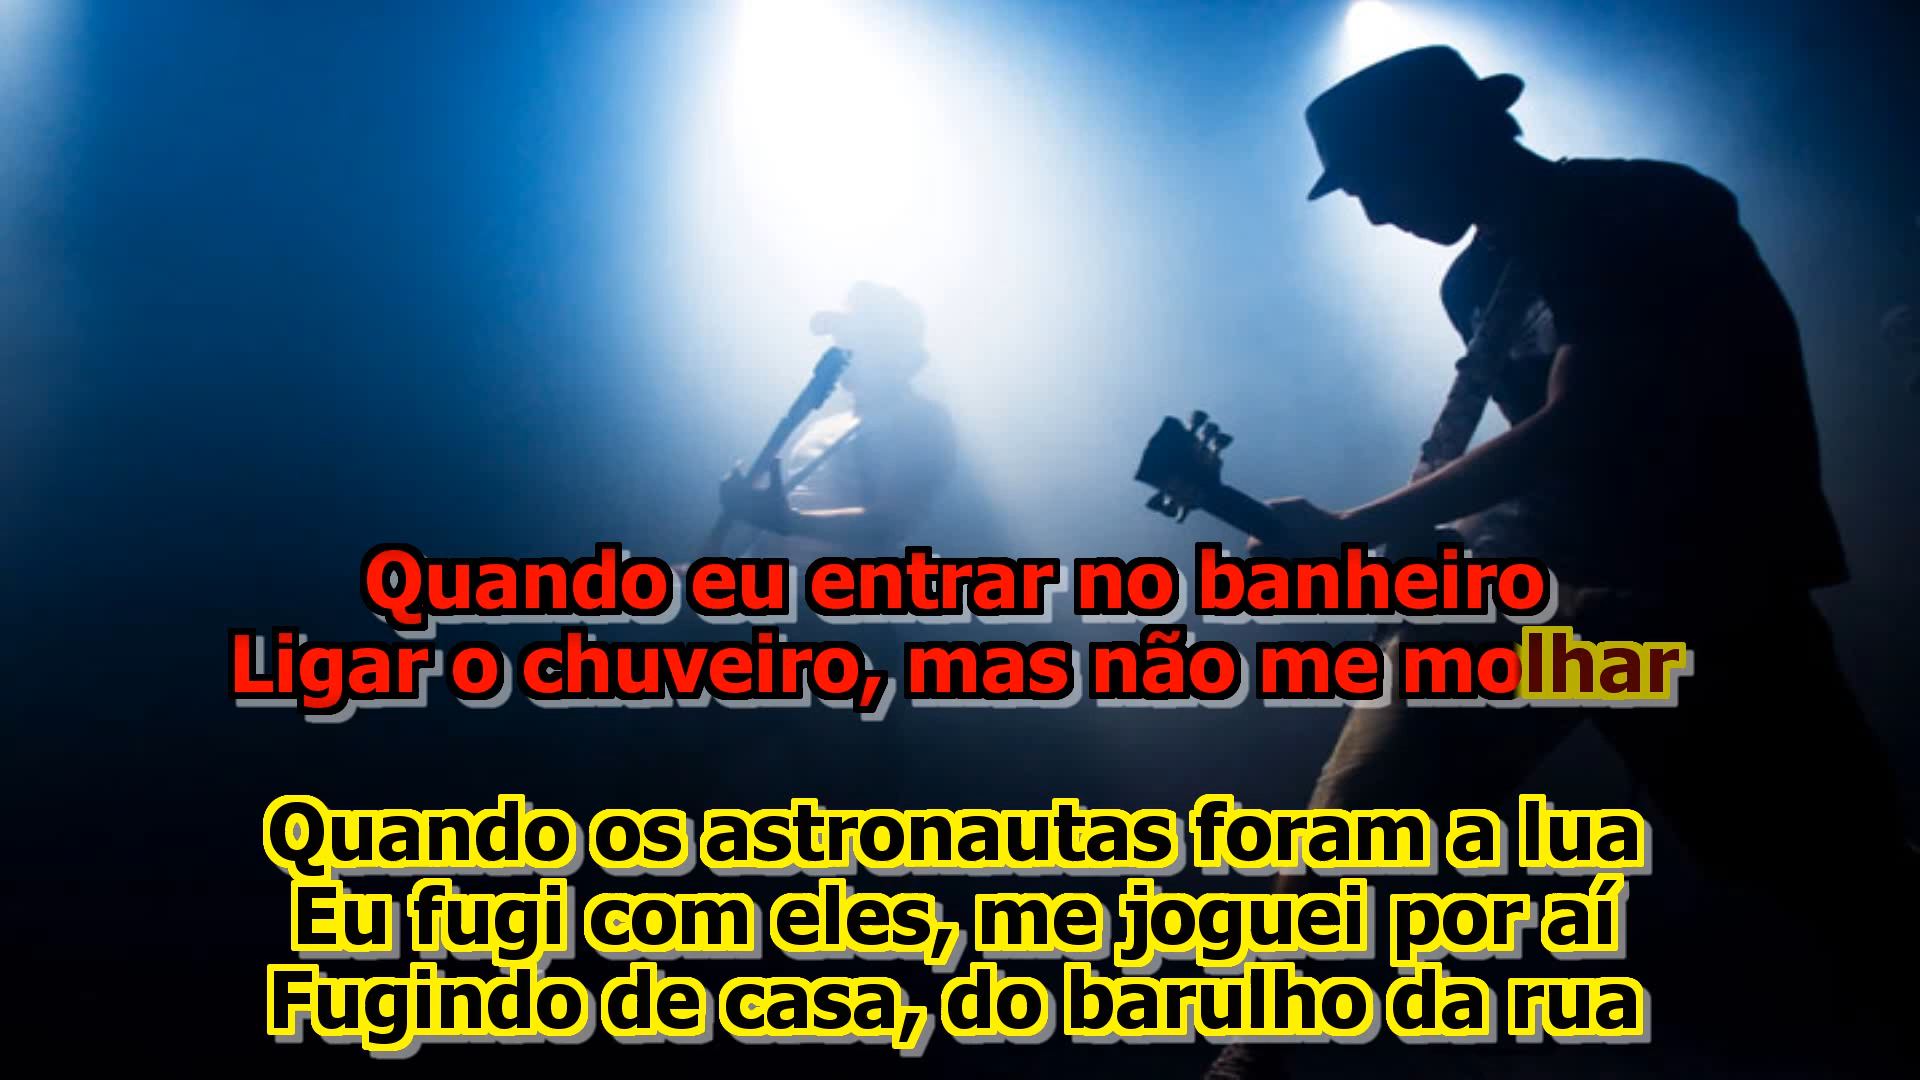 Quando eu entrar no banheiro
Ligar o chuveiro, mas não me molhar
Quando os astronautas foram a lua
Eu fugi com eles, me joguei por aí
Fugindo de casa, do barulho da rua